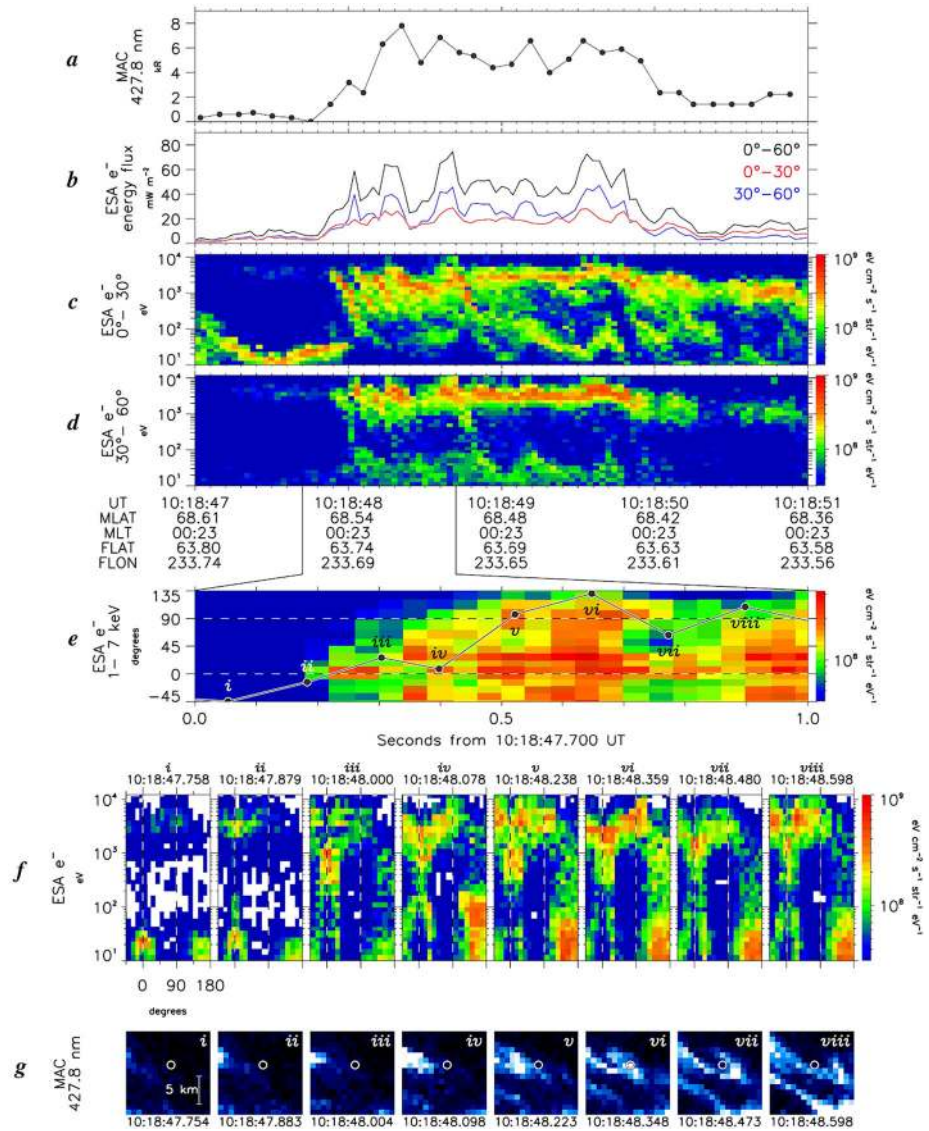 a
MAC
427.8 nm
kR
8
6
4
2
0
b
ESA e⁻
energy flux
mW m⁻²
80
60
40
20
0
0°−60°
0°−30°
30°−60°
c
ESA e⁻
0°− 30°
eV
10⁴
10³
10²
10¹
10⁹
10⁸
eV cm⁻² s⁻¹ str⁻¹ eV⁻¹
d
ESA e⁻
30°− 60°
eV
10⁴
10³
10²
10¹
10⁹
10⁸
eV cm⁻² s⁻¹ str⁻¹ eV⁻¹
UT 10:18:47 10:18:48 10:18:49 10:18:50 10:18:51
MLAT 68.61 68.54 68.48 68.42 68.36
MLT 00:23 00:23 00:23 00:23 00:23
FLAT 63.80 63.74 63.69 63.63 63.58
FLON 233.74 233.69 233.65 233.61 233.56
e
ESA e⁻
1− 7 keV
degrees
135
90
45
0
−45
i ii iii iv v vi vii viii
10⁸
0.0 0.5 1.0
Seconds from 10:18:47.700 UT
i ii iii iv v vi vii viii
10:18:47.758 10:18:47.879 10:18:48.000 10:18:48.078 10:18:48.238 10:18:48.359 10:18:48.480 10:18:48.598
f
ESA e⁻
eV
10⁴
10³
10²
10¹
10⁹
10⁸
eV cm⁻² s⁻¹ str⁻¹ eV⁻¹
0 90 180
degrees
g
MAC
427.8 nm
i ii iii iv v vi vii viii
5 km
10:18:47.754 10:18:47.883 10:18:48.004 10:18:48.098 10:18:48.223 10:18:48.348 10:18:48.473 10:18:48.598